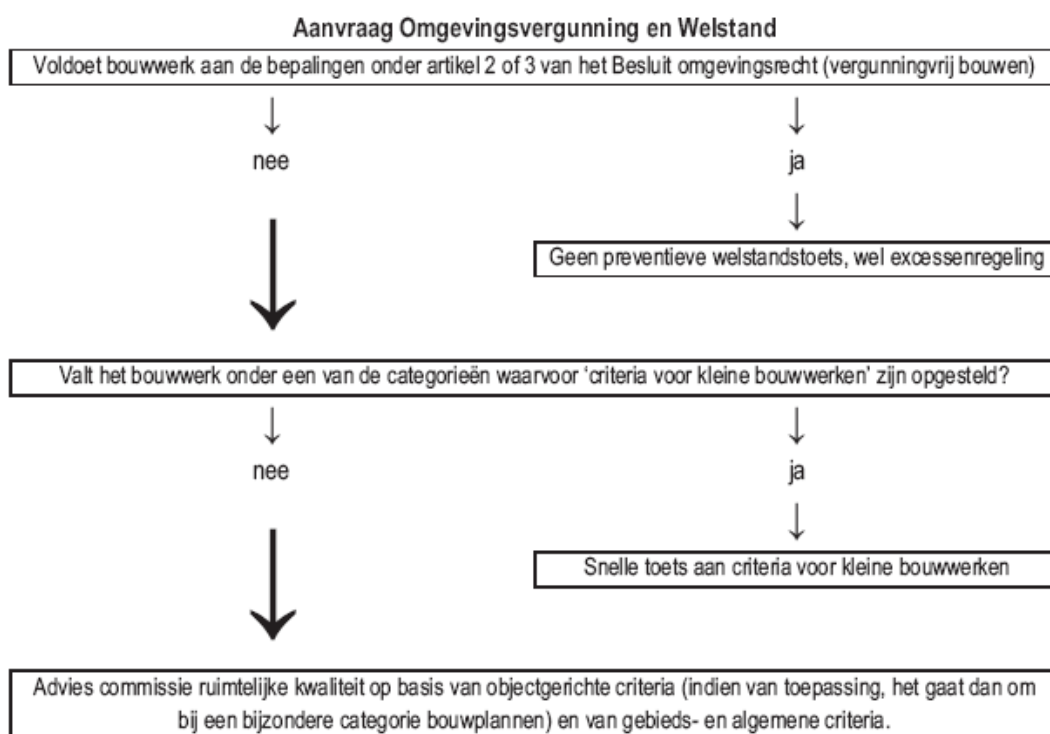 Aanvraag Omgevingsvergunning en Welstand
Voldoet bouwwerk aan de bepalingen onder artikel 2 of 3 van het Besluit omgevingsrecht (vergunningvrij bouwen)
nee
ja
Geen preventieve welstandstoets, wel excessenregeling
Valt het bouwwerk onder een van de categorieën waarvoor ‘criteria voor kleine bouwwerken’ zijn opgesteld?
nee
ja
Snelle toets aan criteria voor kleine bouwwerken
Advies commissie ruimtelijke kwaliteit op basis van objectgerichte criteria (indien van toepassing, het gaat dan om
bij een bijzondere categorie bouwplannen) en van gebieds- en algemene criteria.